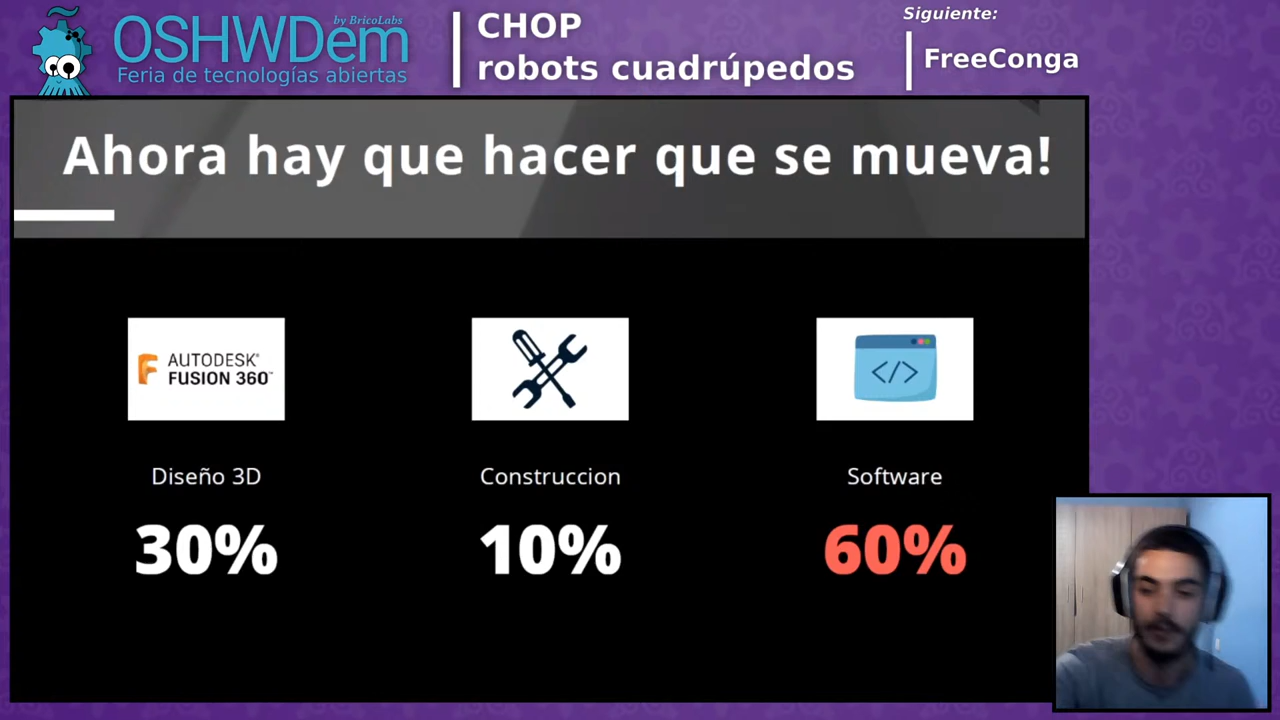 by BricoLabs
OSHWDem
Feria de tecnologías abiertas
CHOP
robots cuadrúpedos
Siguiente:
FreeConga
Ahora hay que hacer que se mueva!
AUTODESK®
FUSION 360™
</>
Diseño 3D
Construccion
Software
30%
10%
60%